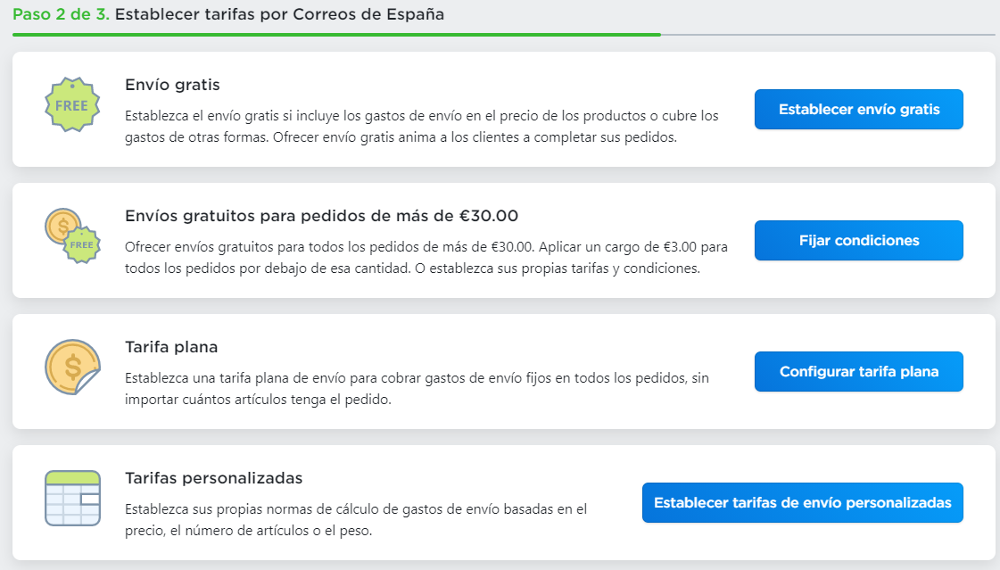 Paso 2 de 3. Establecer tarifas por Correos de España
FREE
Envío gratis
Establezca el envío gratis si incluye los gastos de envío en el precio de los productos o cubre los
gastos de otras formas. Ofrecer envío gratis anima a los clientes a completar sus pedidos.
Establecer envío gratis
$
FREE
Envíos gratuitos para pedidos de más de €30.00
Ofrecer envíos gratuitos para todos los pedidos de más de €30.00. Aplicar un cargo de €3.00 para
todos los pedidos por debajo de esa cantidad. O establezca sus propias tarifas y condiciones.
Fijar condiciones
$
Tarifa plana
Establezca una tarifa plana de envío para cobrar gastos de envío fijos en todos los pedidos, sin
importar cuántos artículos tenga el pedido.
Configurar tarifa plana
Tarifas personalizadas
Establezca sus propias normas de cálculo de gastos de envío basadas en el
precio, el número de artículos o el peso.
Establecer tarifas de envío personalizadas